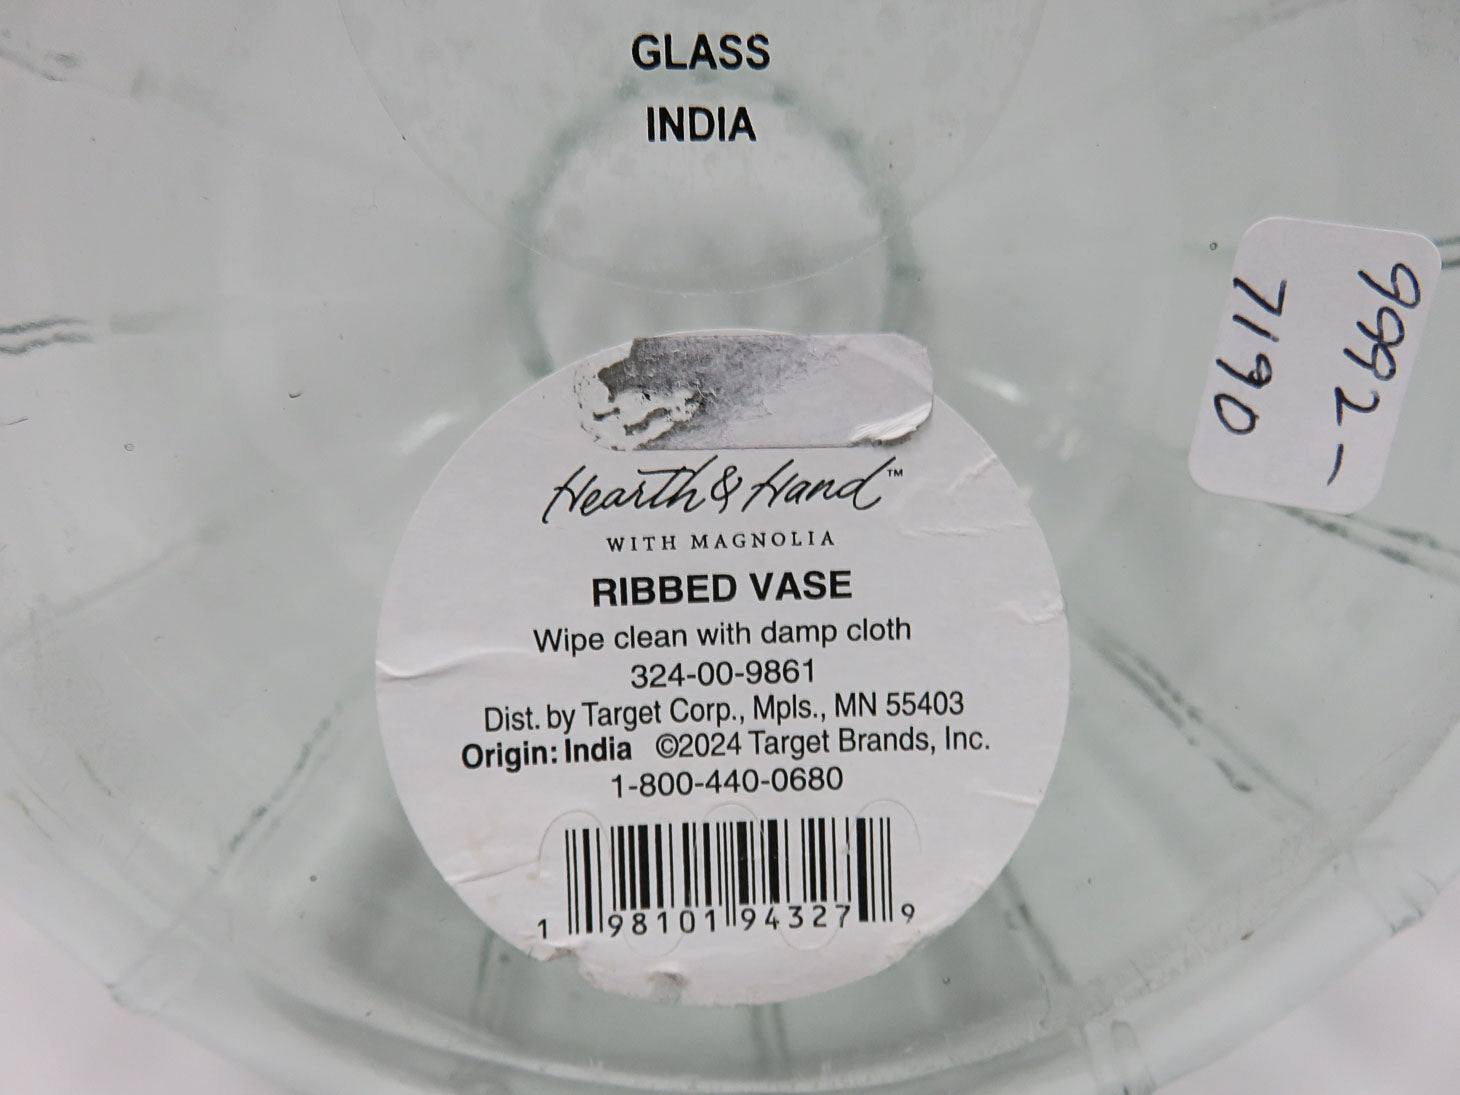 GLASS
INDIA
Hearth & Hand™
WITH MAGNOLIA
RIBBED VASE
Wipe clean with damp cloth
324-00-9861
Dist. by Target Corp., Mpls., MN 55403
Origin: India ©2024 Target Brands, Inc.
1-800-440-0680
1 98101 94327 9
9992-
7190